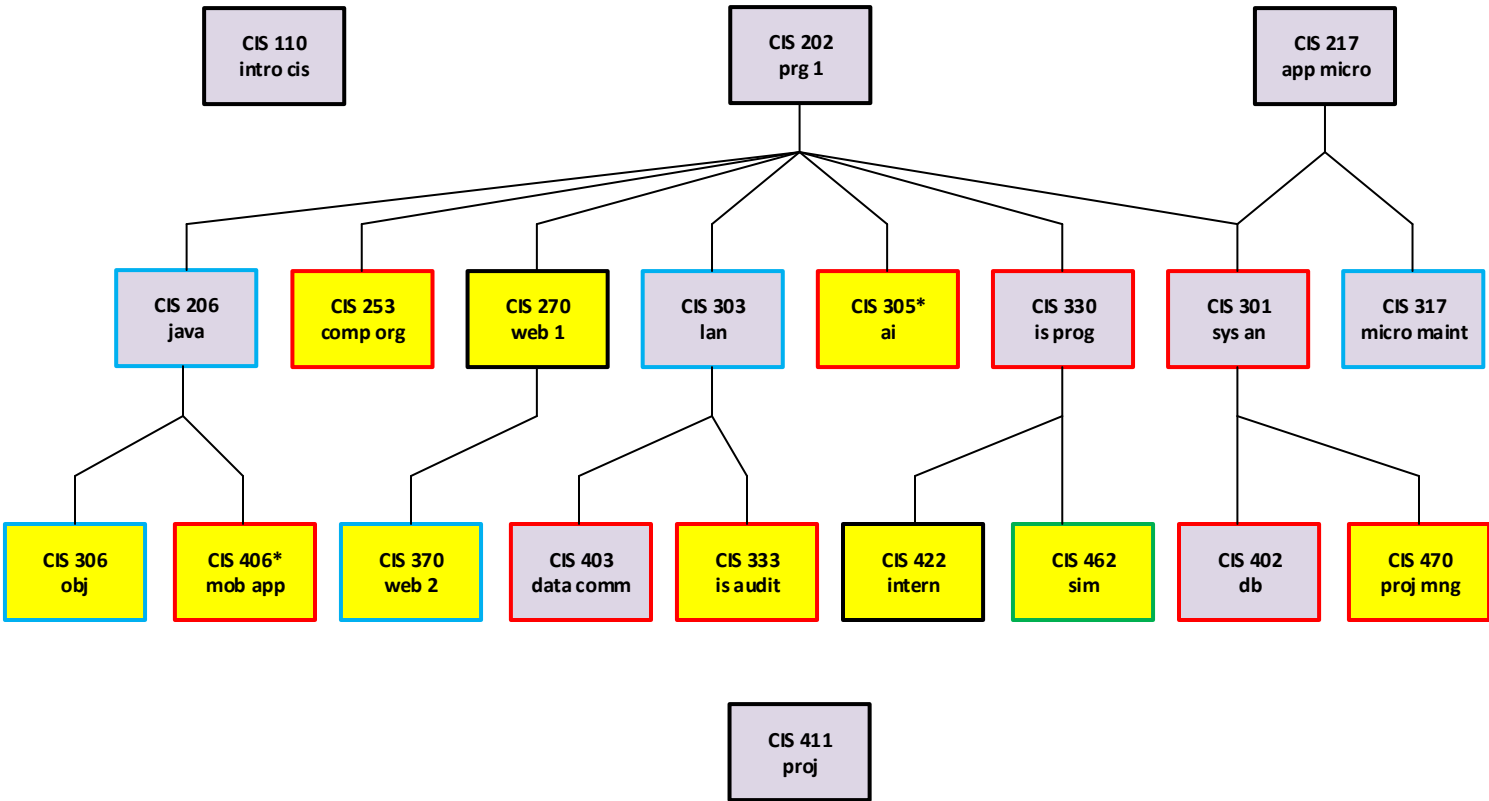 CIS 110
intro cis
CIS 202
prg 1
CIS 217
app micro
CIS 206
java
CIS 253
comp org
CIS 270
web 1
CIS 303
lan
CIS 305*
ai
CIS 330
is prog
CIS 301
sys an
CIS 317
micro maint
CIS 306
obj
CIS 406*
mob app
CIS 370
web 2
CIS 403
data comm
CIS 333
is audit
CIS 422
intern
CIS 462
sim
CIS 402
db
CIS 470
proj mng
CIS 411
proj